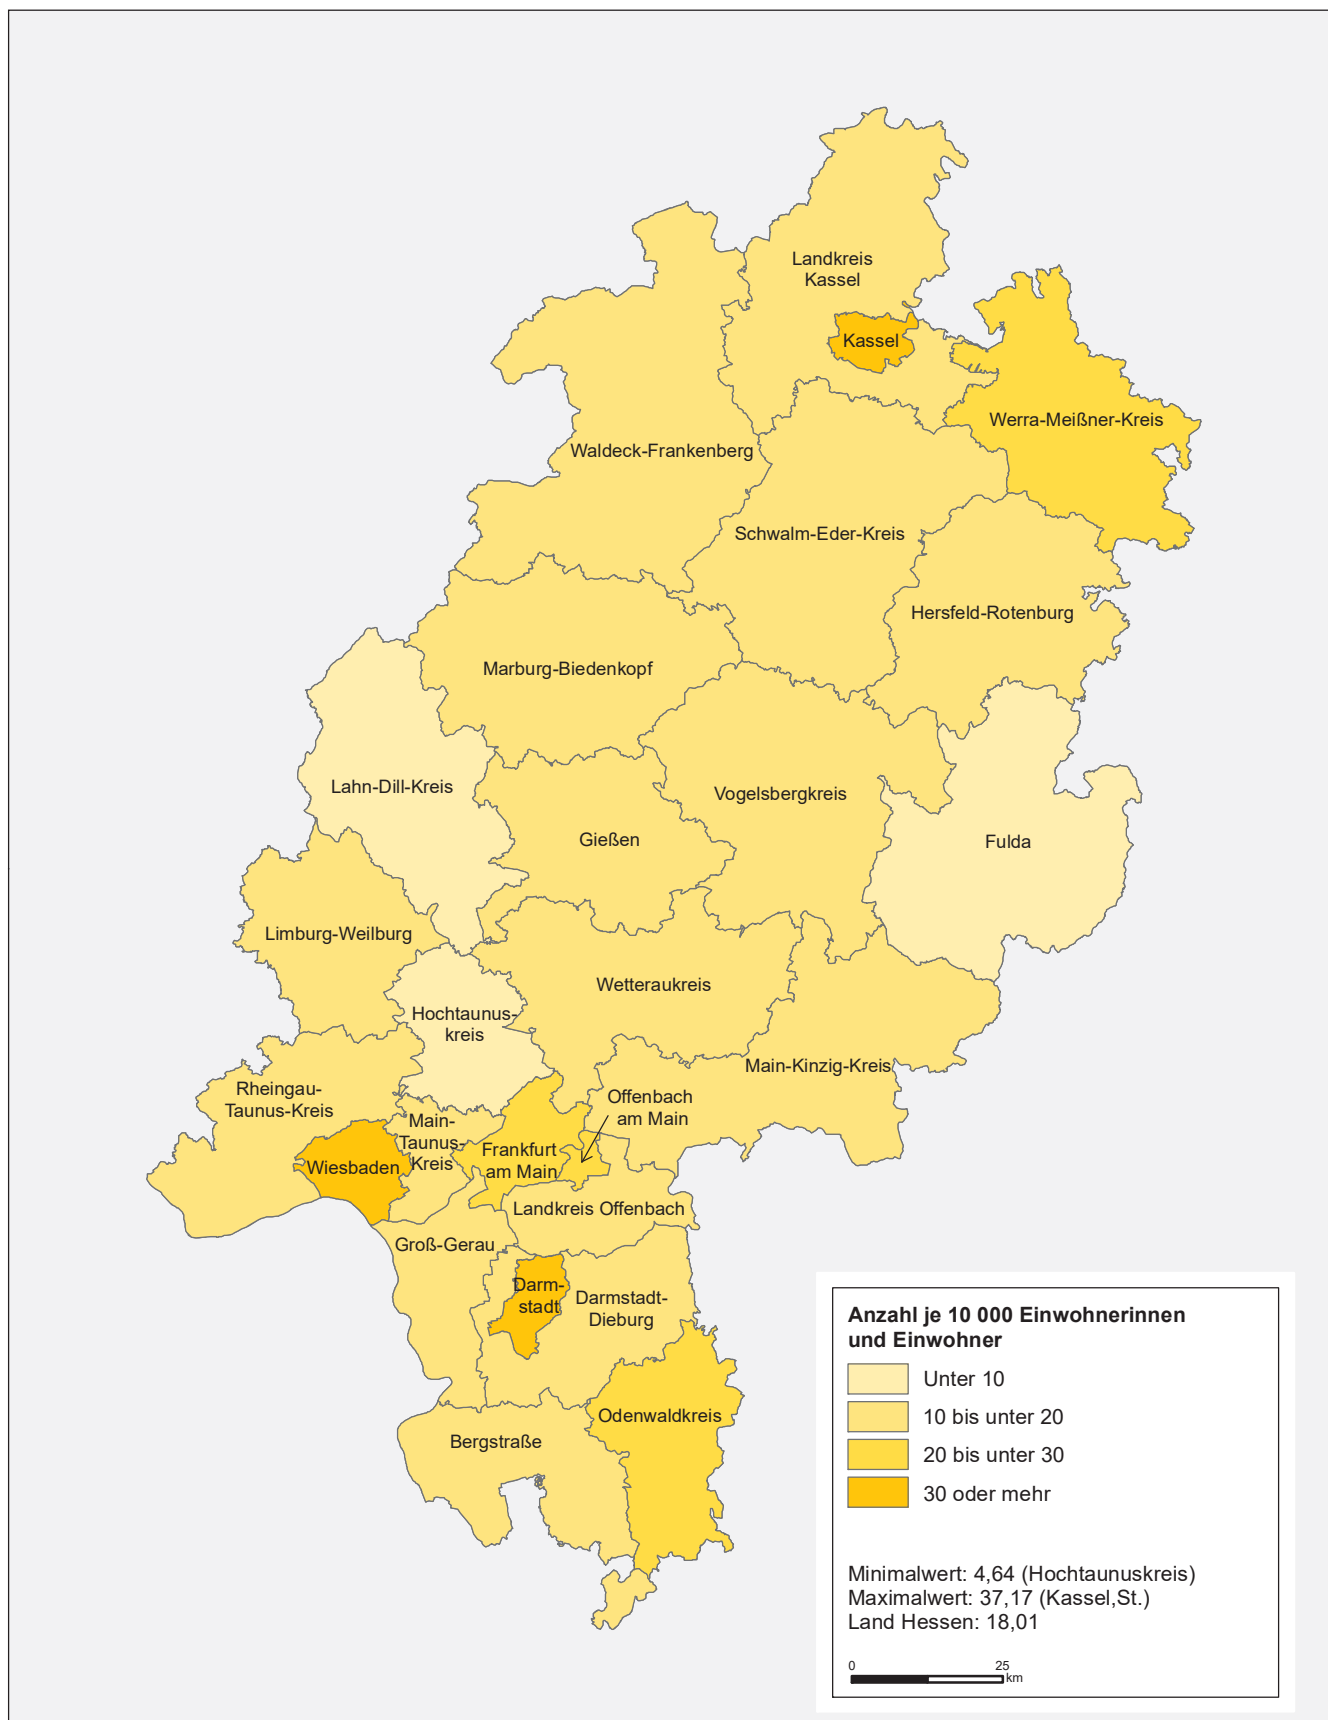 Landkreis
Kassel
Kassel
Werra-Meißner-Kreis
Waldeck-Frankenberg
Schwalm-Eder-Kreis
Hersfeld-Rotenburg
Marburg-Biedenkopf
Lahn-Dill-Kreis
Vogelsbergkreis
Gießen
Fulda
Limburg-Weilburg
Wetteraukreis
Hochtaunus-
kreis
Main-Kinzig-Kreis
Rheingau-
Taunus-Kreis
Offenbach
am Main
Main-
Taunus-
Kreis
Frankfurt
am Main
Wiesbaden
Landkreis Offenbach
Groß-Gerau
Darm-
stadt
Darmstadt-
Dieburg
Odenwaldkreis
Bergstraße
Anzahl je 10 000 Einwohnerinnen
und Einwohner
Unter 10
10 bis unter 20
20 bis unter 30
30 oder mehr
Minimalwert: 4,64 (Hochtaunuskreis)
Maximalwert: 37,17 (Kassel,St.)
Land Hessen: 18,01
0 25
km